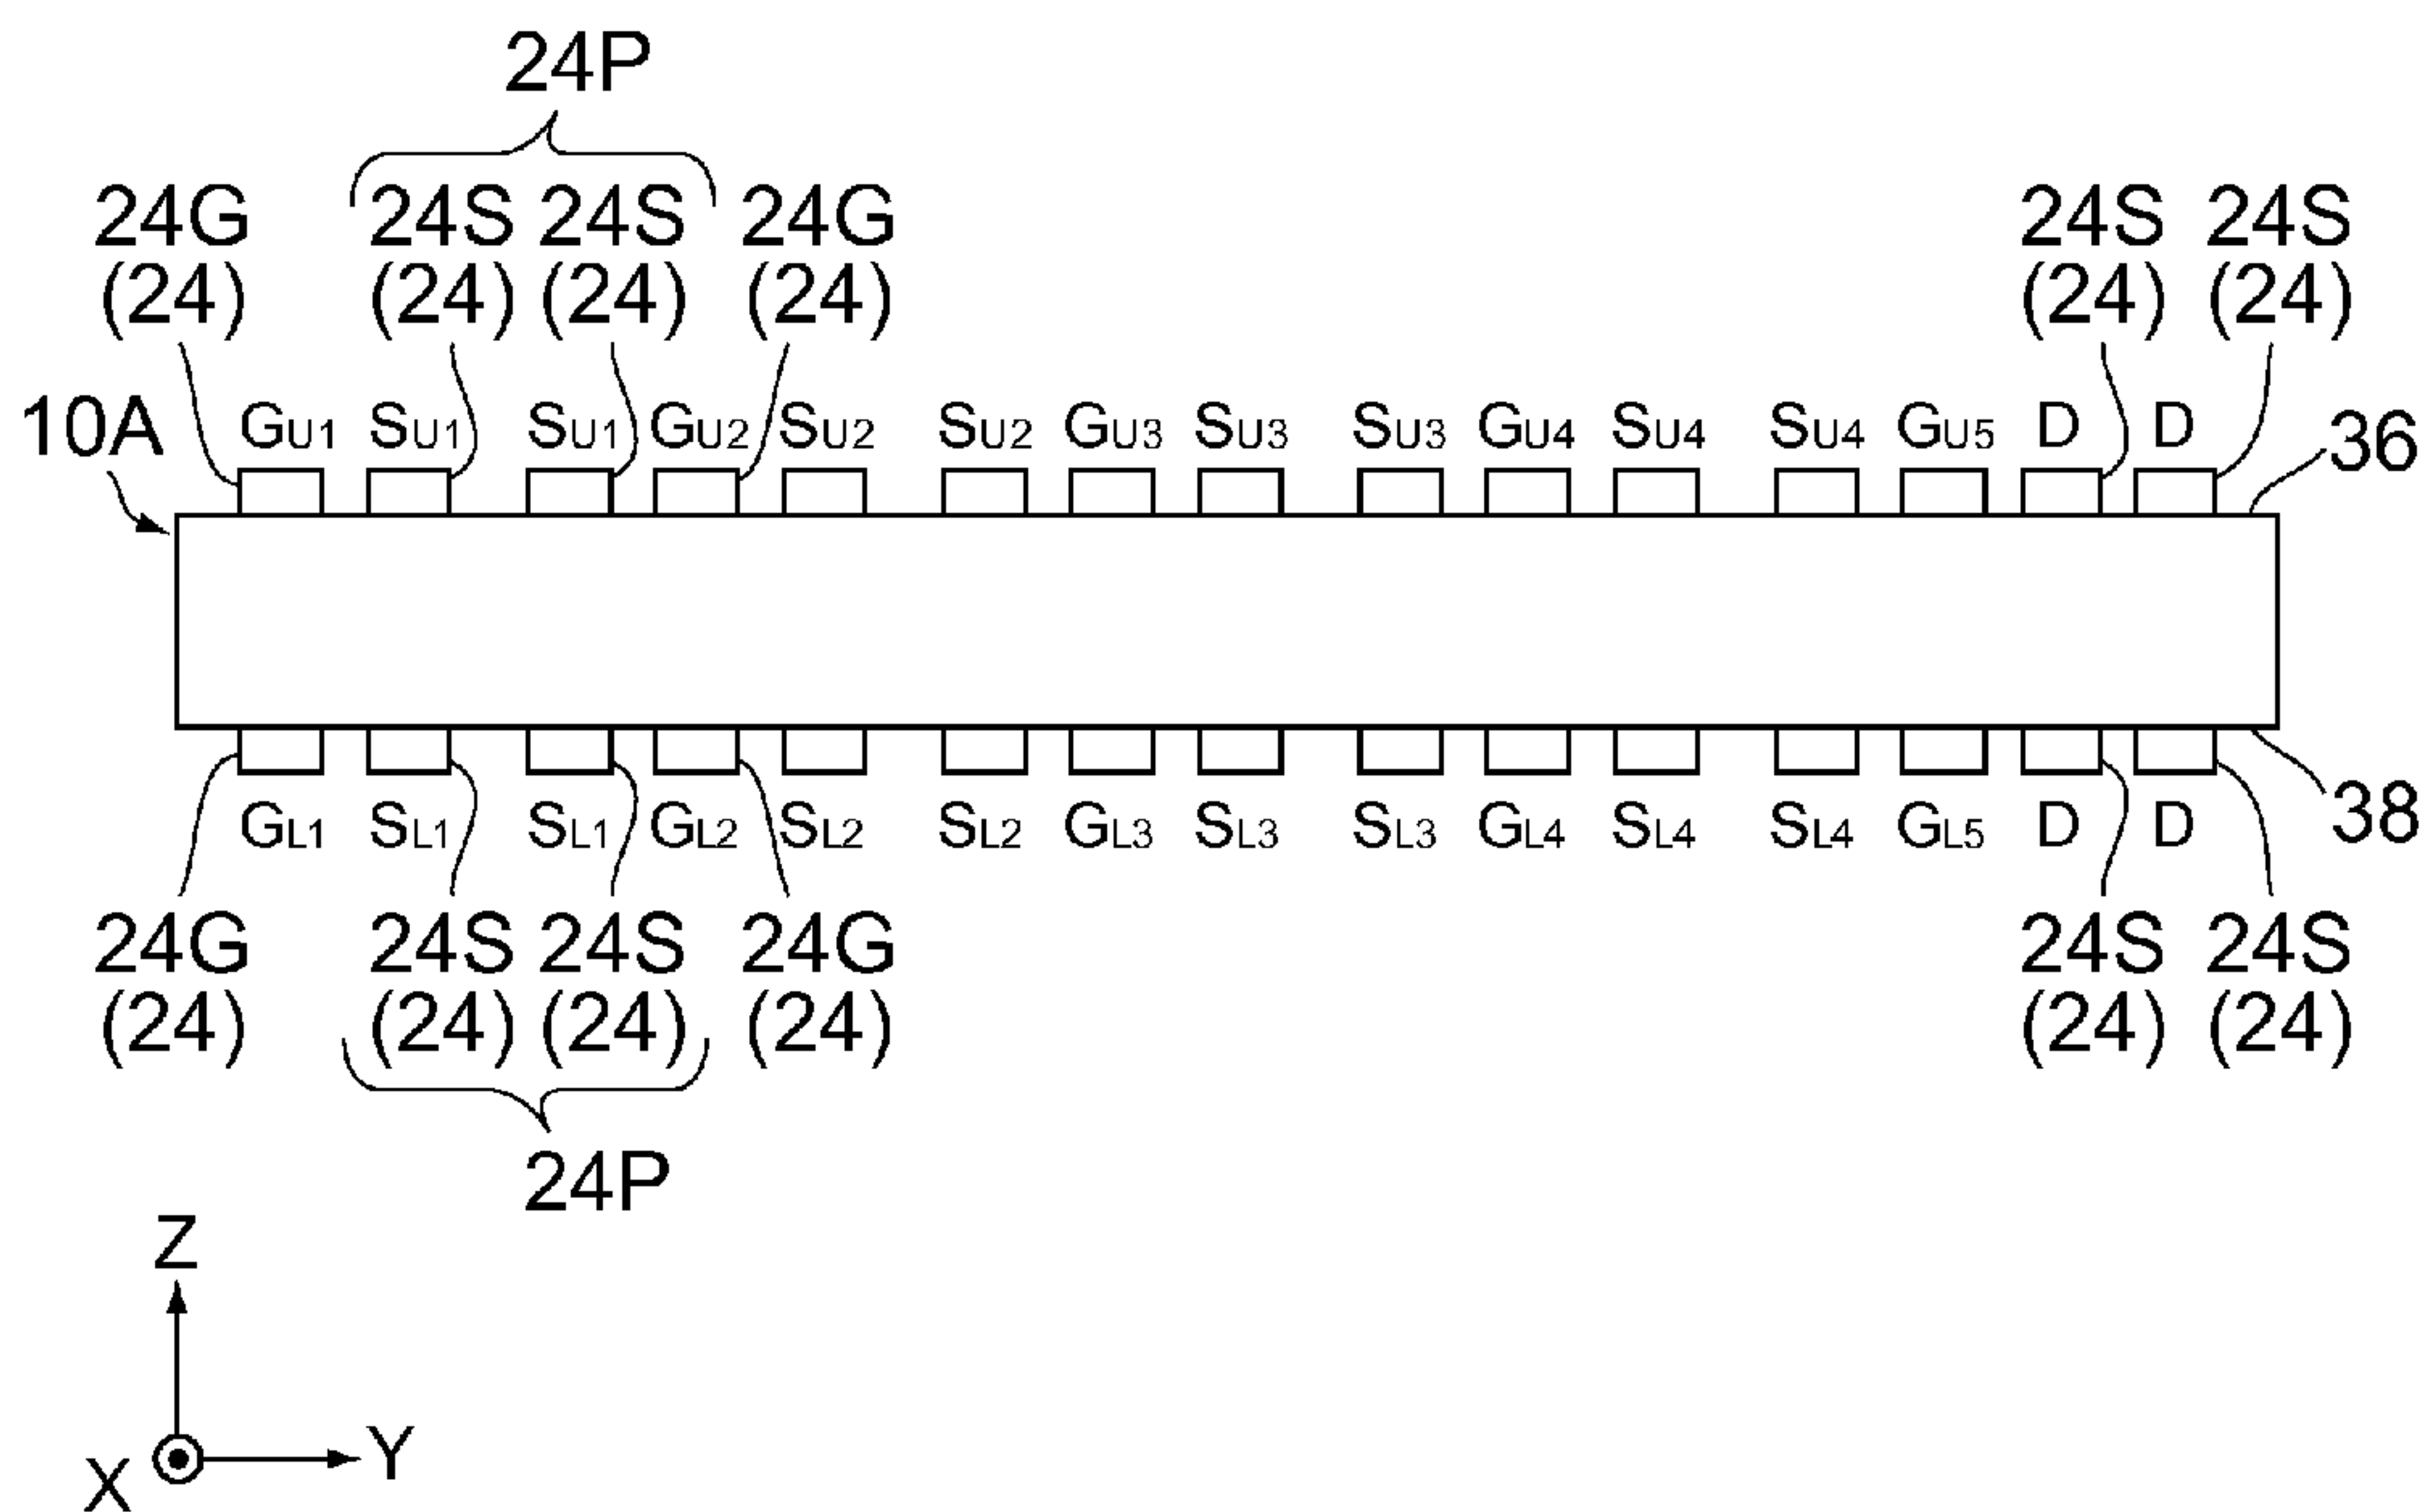 24P
24G 24S 24S 24G 24S 24S
(24) (24) (24) (24) (24) (24)
10A GU1 SU1 SU1 GU2 SU2 SU2 GU3 SU3 SU3 GU4 SU4 SU4 GU5 D D 36
GL1 SL1 SL1 GL2 SL2 SL2 GL3 SL3 SL3 GL4 SL4 SL4 GL5 D D 38
24G 24S 24S 24G 24S 24S
(24) (24) (24) (24) (24) (24)
24P
Z
X Y